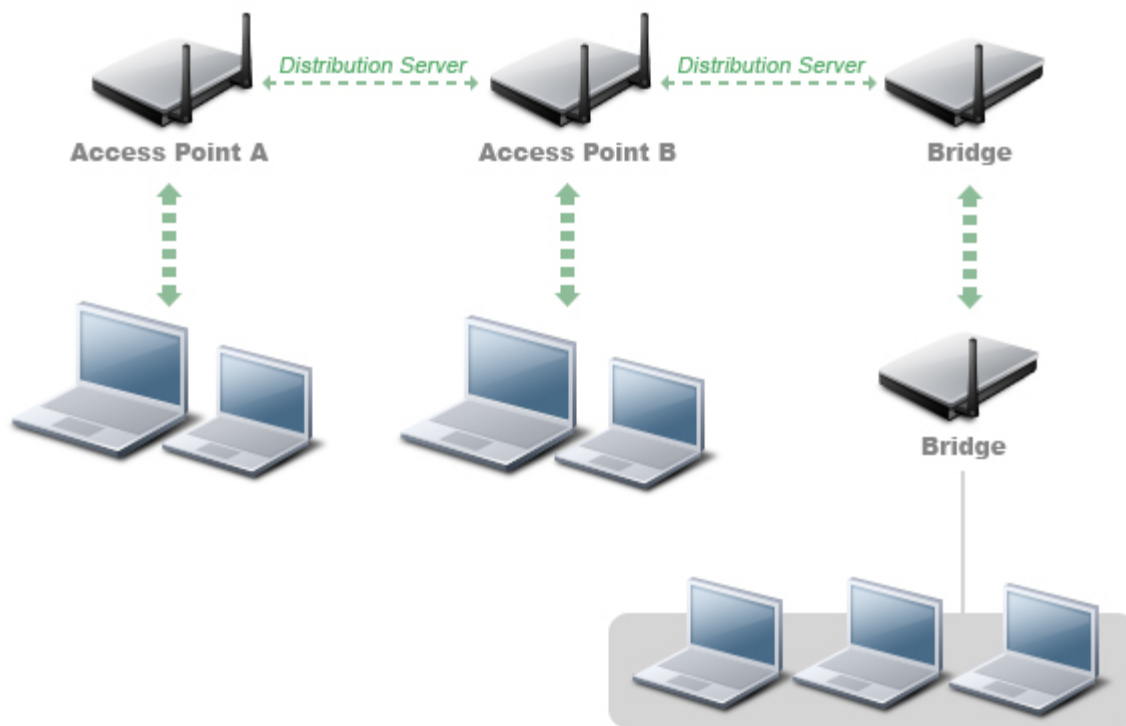 Distribution Server
Distribution Server
Access Point A
Access Point B
Bridge
Bridge